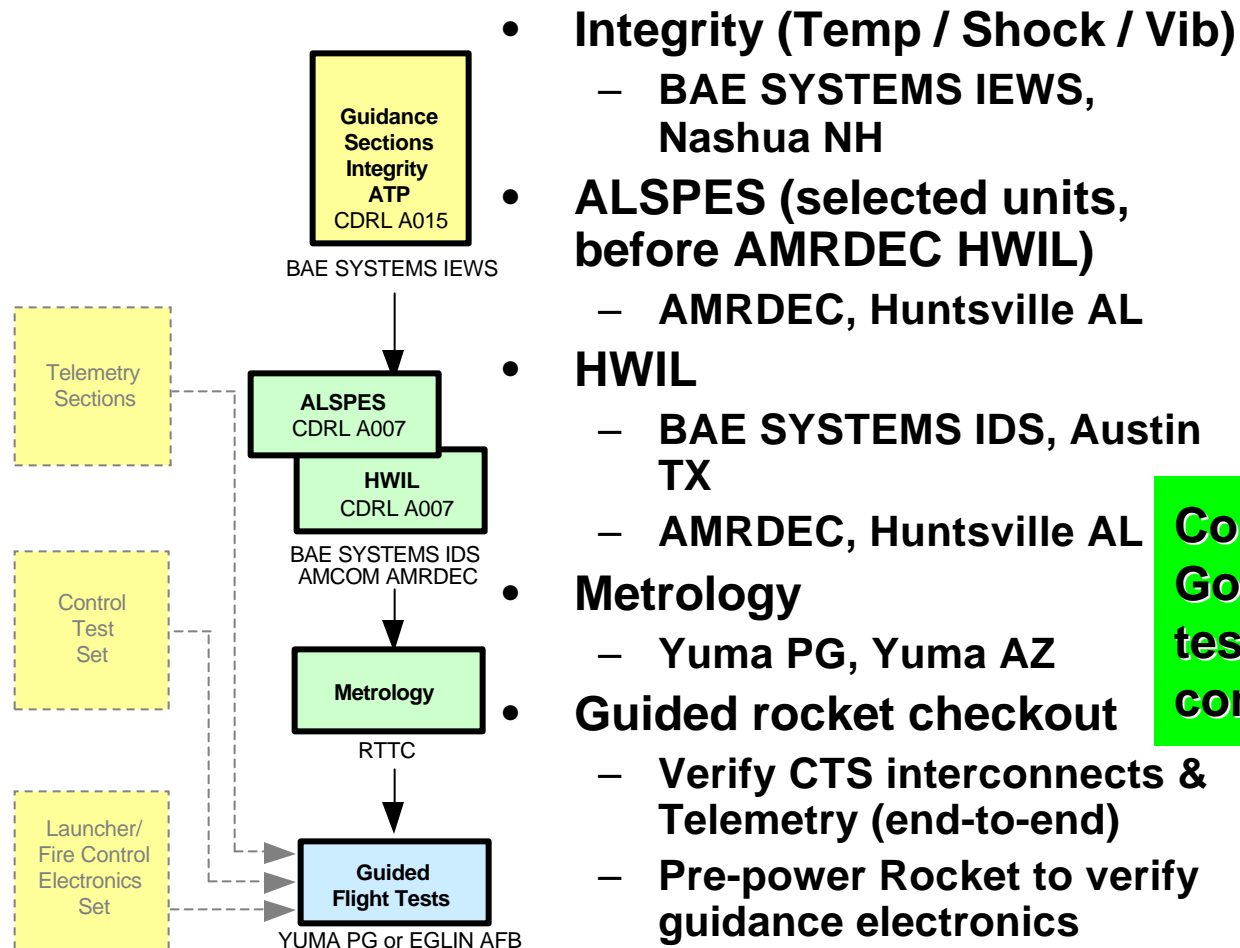 Guidance
Sections
Integrity
ATP
CDRL A015
BAE SYSTEMS IEWS
Telemetry
Sections
ALSPES
CDRL A007
HWIL
CDRL A007
BAE SYSTEMS IDS
AMCOM AMRDEC
Control
Test
Set
Metrology
RTTC
Launcher/
Fire Control
Electronics
Set
Guided
Flight Tests
YUMA PG or EGLIN AFB
• Integrity (Temp / Shock / Vib)
– BAE SYSTEMS IEWS,
Nashua NH
• ALSPES (selected units,
before AMRDEC HWIL)
– AMRDEC, Huntsville AL
• HWIL
– BAE SYSTEMS IDS, Austin
TX
– AMRDEC, Huntsville AL
• Metrology
– Yuma PG, Yuma AZ
• Guided rocket checkout
– Verify CTS interconnects &
Telemetry (end-to-end)
– Pre-power Rocket to verify
guidance electronics